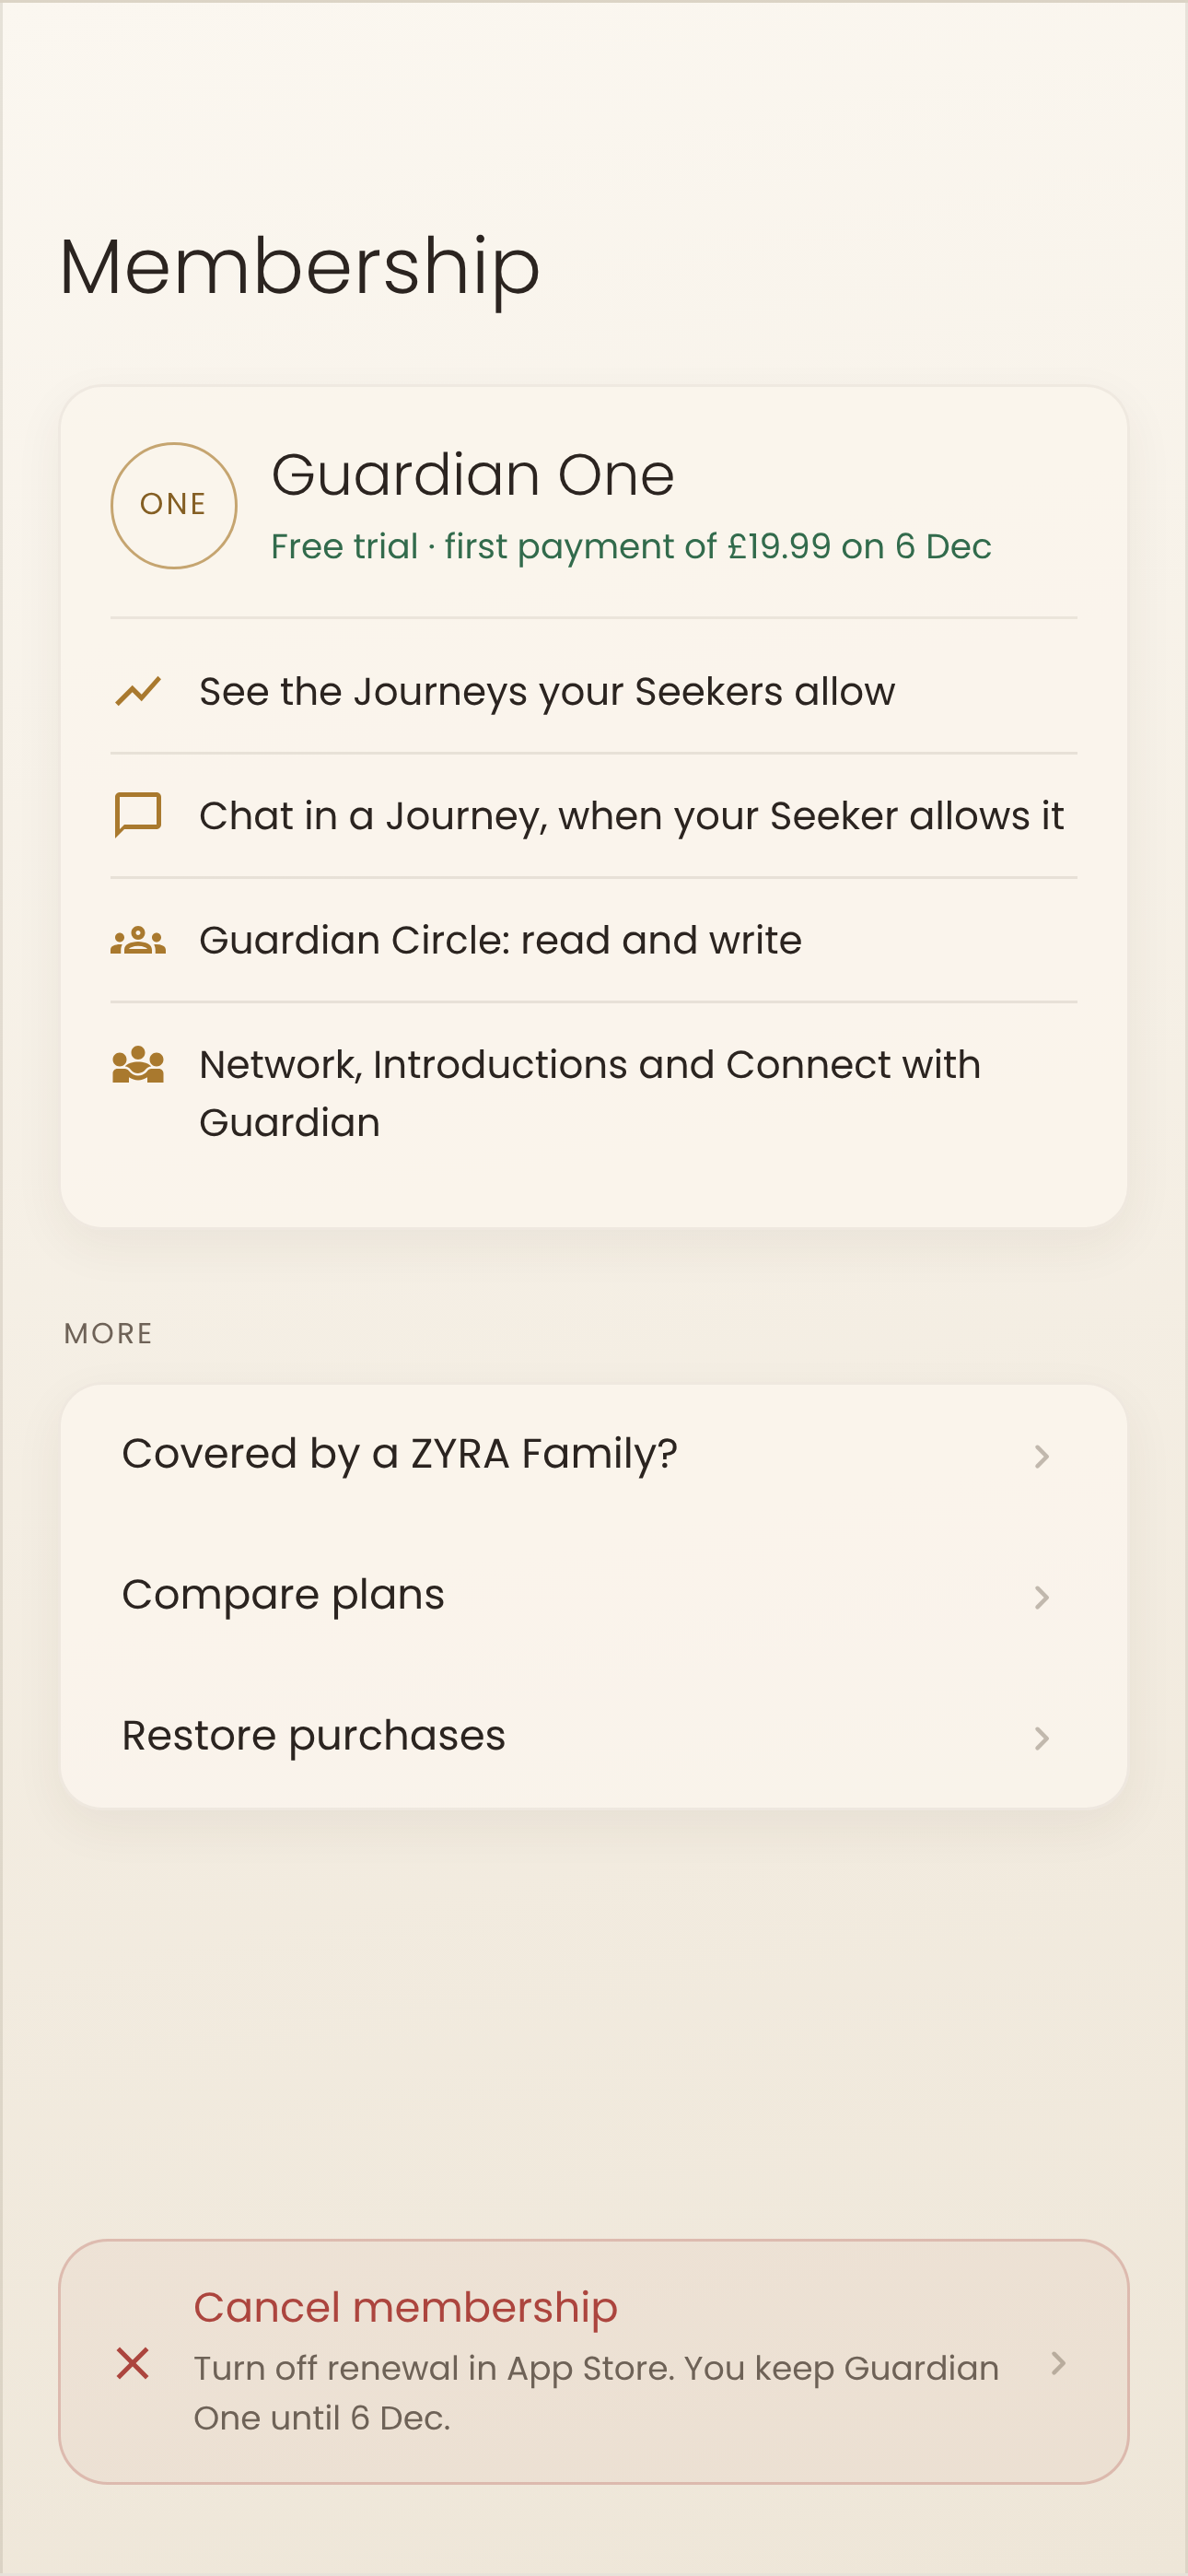 Membership
ONE
Guardian One
Free trial · first payment of £19.99 on 6 Dec
See the Journeys your Seekers allow
Chat in a Journey, when your Seeker allows it
Guardian Circle: read and write
Network, Introductions and Connect with
Guardian
MORE
Covered by a ZYRA Family?
Compare plans
Restore purchases
Cancel membership
Turn off renewal in App Store. You keep Guardian
One until 6 Dec.